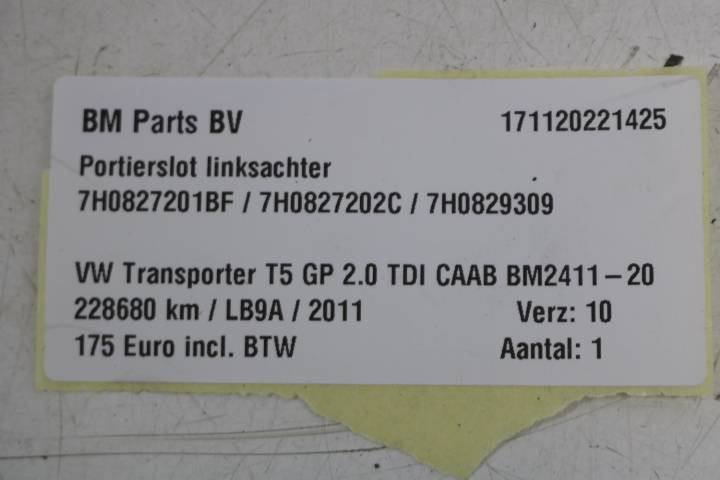 BM Parts BV 171120221425
Portierslot linksachter
7H0827201BF / 7H0827202C / 7H0829309
VW Transporter T5 GP 2.0 TDI CAAB BM2411-20
228680 km / LB9A / 2011 Verz: 10
175 Euro incl. BTW Aantal: 1